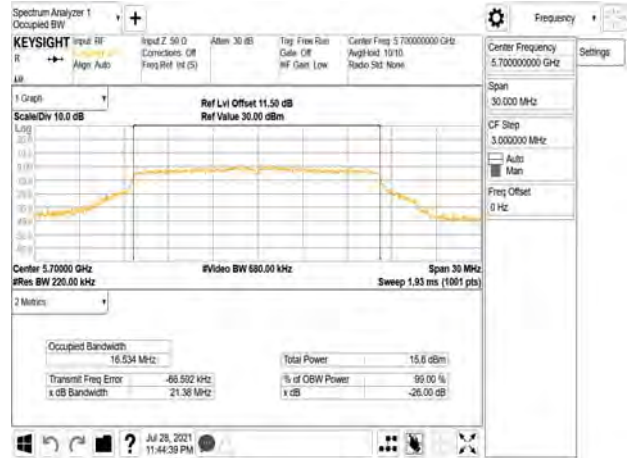 Spectrum Analyzer 1
Occupied BW
Frequency
KEYSIGHT
Input: RF
R
Align: Auto
Input Z: 50 Ω
Corrections: Off
Freq Ref: Int (S)
Atten: 30 dB
Trig: Free Run
Gate: Off
#IF Gain: Low
Center Freq: 5.700000000 GHz
Avg|Hold: 10/10
Radio Std: None
Center Frequency
5.700000000 GHz
Settings
Span
30.000 MHz
CF Step
3.000000 MHz
Auto
Man
Freq Offset
0 Hz
1 Graph
Scale/Div 10.0 dB
Ref Lvl Offset 11.50 dB
Ref Value 30.00 dBm
Log
Center 5.70000 GHz
#Res BW 220.00 kHz
#Video BW 680.00 kHz
Span 30 MHz
Sweep 1.93 ms (1001 pts)
2 Metrics
Occupied Bandwidth
16.534 MHz
Total Power
15.6 dBm
Transmit Freq Error
-66.592 kHz
% of OBW Power
99.00 %
x dB Bandwidth
21.38 MHz
x dB
-26.00 dB
?
Jul 28, 2021
11:44:39 PM